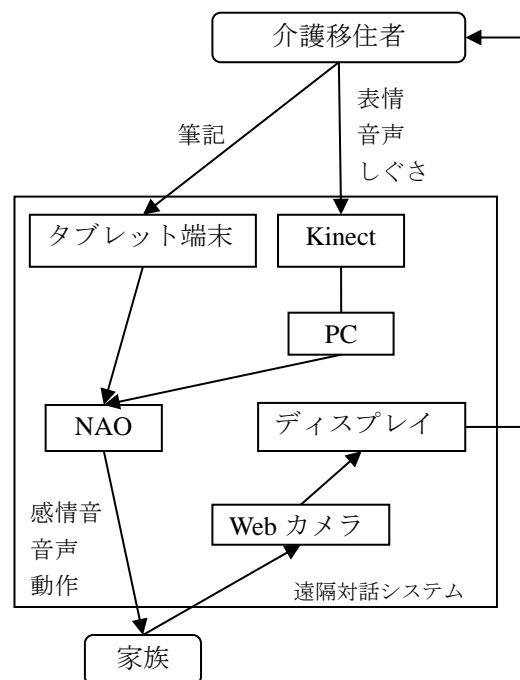 介護移住者
表情
筆記
音声
しぐさ
タブレット端末
Kinect
PC
NAO
ディスプレイ
感情音
音声
動作
Web カメラ
遠隔対話システム
家族